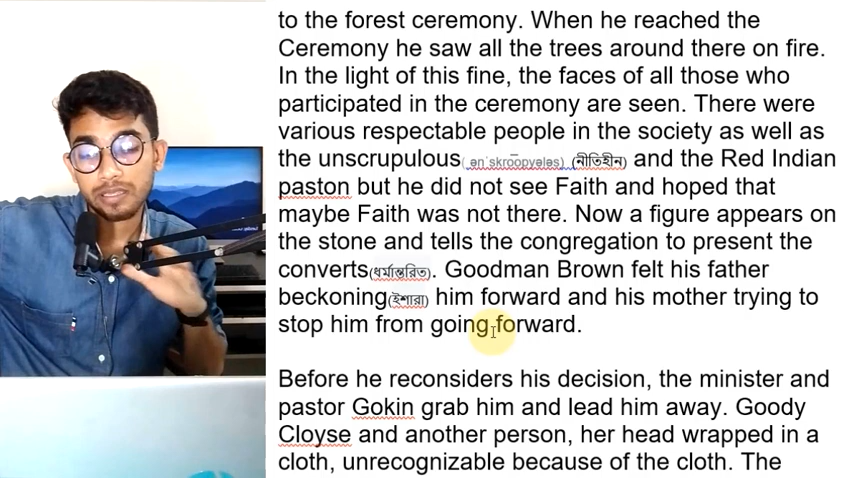 to the forest ceremony. When he reached the
Ceremony he saw all the trees around there on fire.
In the light of this fine, the faces of all those who
participated in the ceremony are seen. There were
various respectable people in the society as well as
the unscrupulous( ˌənˈskro͞opyələs) (নীতিহীন) and the Red Indian
paston but he did not see Faith and hoped that
maybe Faith was not there. Now a figure appears on
the stone and tells the congregation to present the
converts(ধর্মান্তরিত). Goodman Brown felt his father
beckoning(ইশারা) him forward and his mother trying to
stop him from going forward.
Before he reconsiders his decision, the minister and
pastor Gokin grab him and lead him away. Goody
Cloyse and another person, her head wrapped in a
cloth, unrecognizable because of the cloth. The